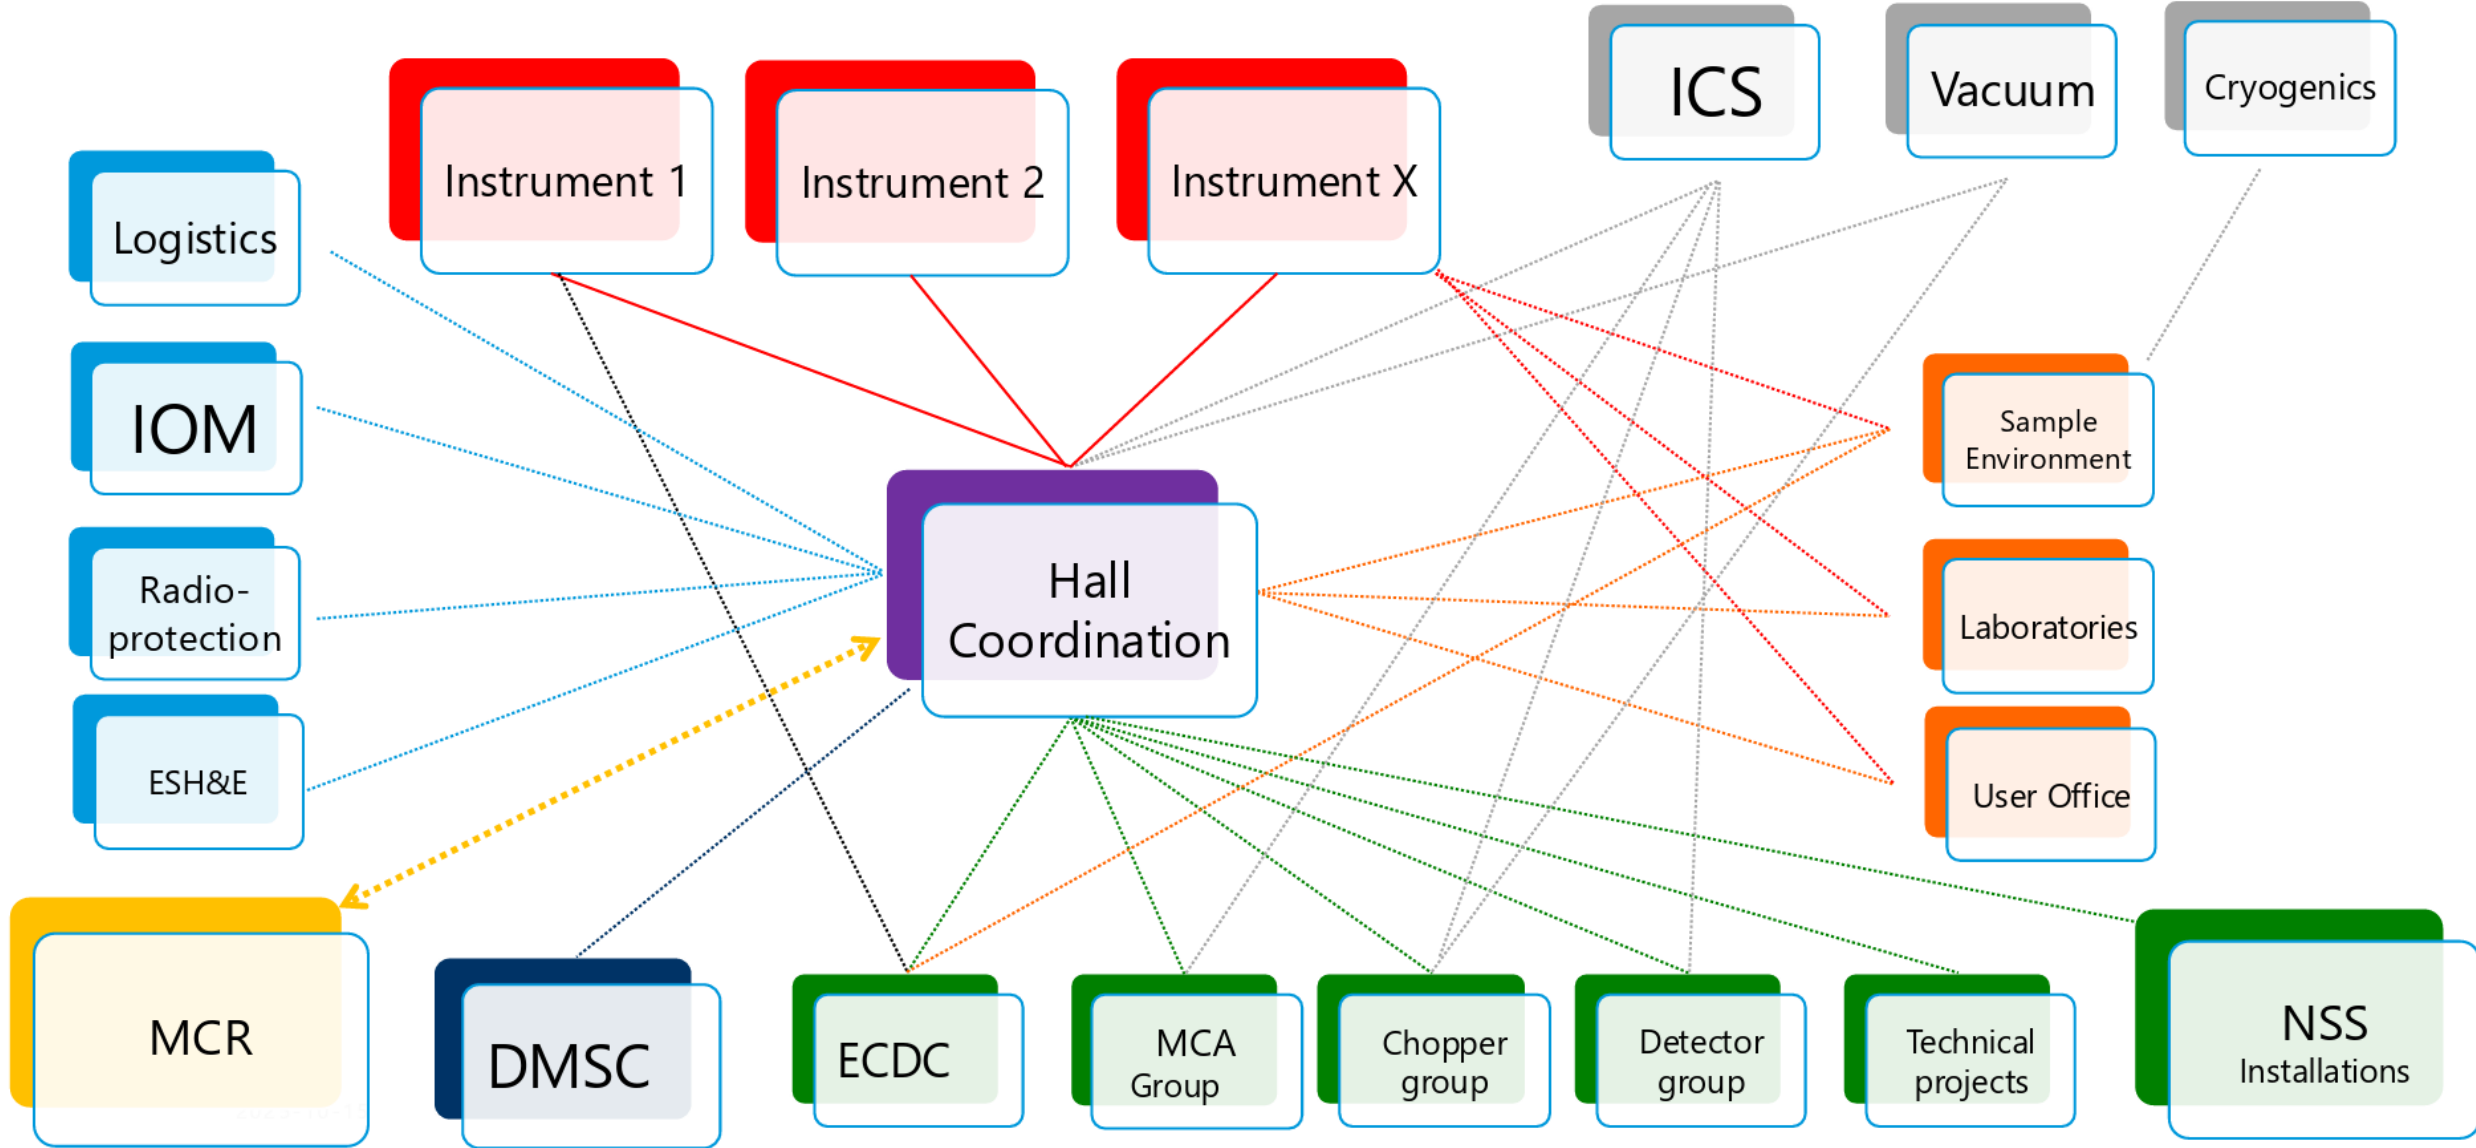 ICS
Vacuum
Cryogenics
Instrument 1
Instrument 2
Instrument X
Logistics
IOM
Sample
Environment
Hall
Coordination
Radio-
protection
Laboratories
ESH&E
User Office
MCR
DMSC
ECDC
MCA
Group
Chopper
group
Detector
group
Technical
projects
NSS
Installations